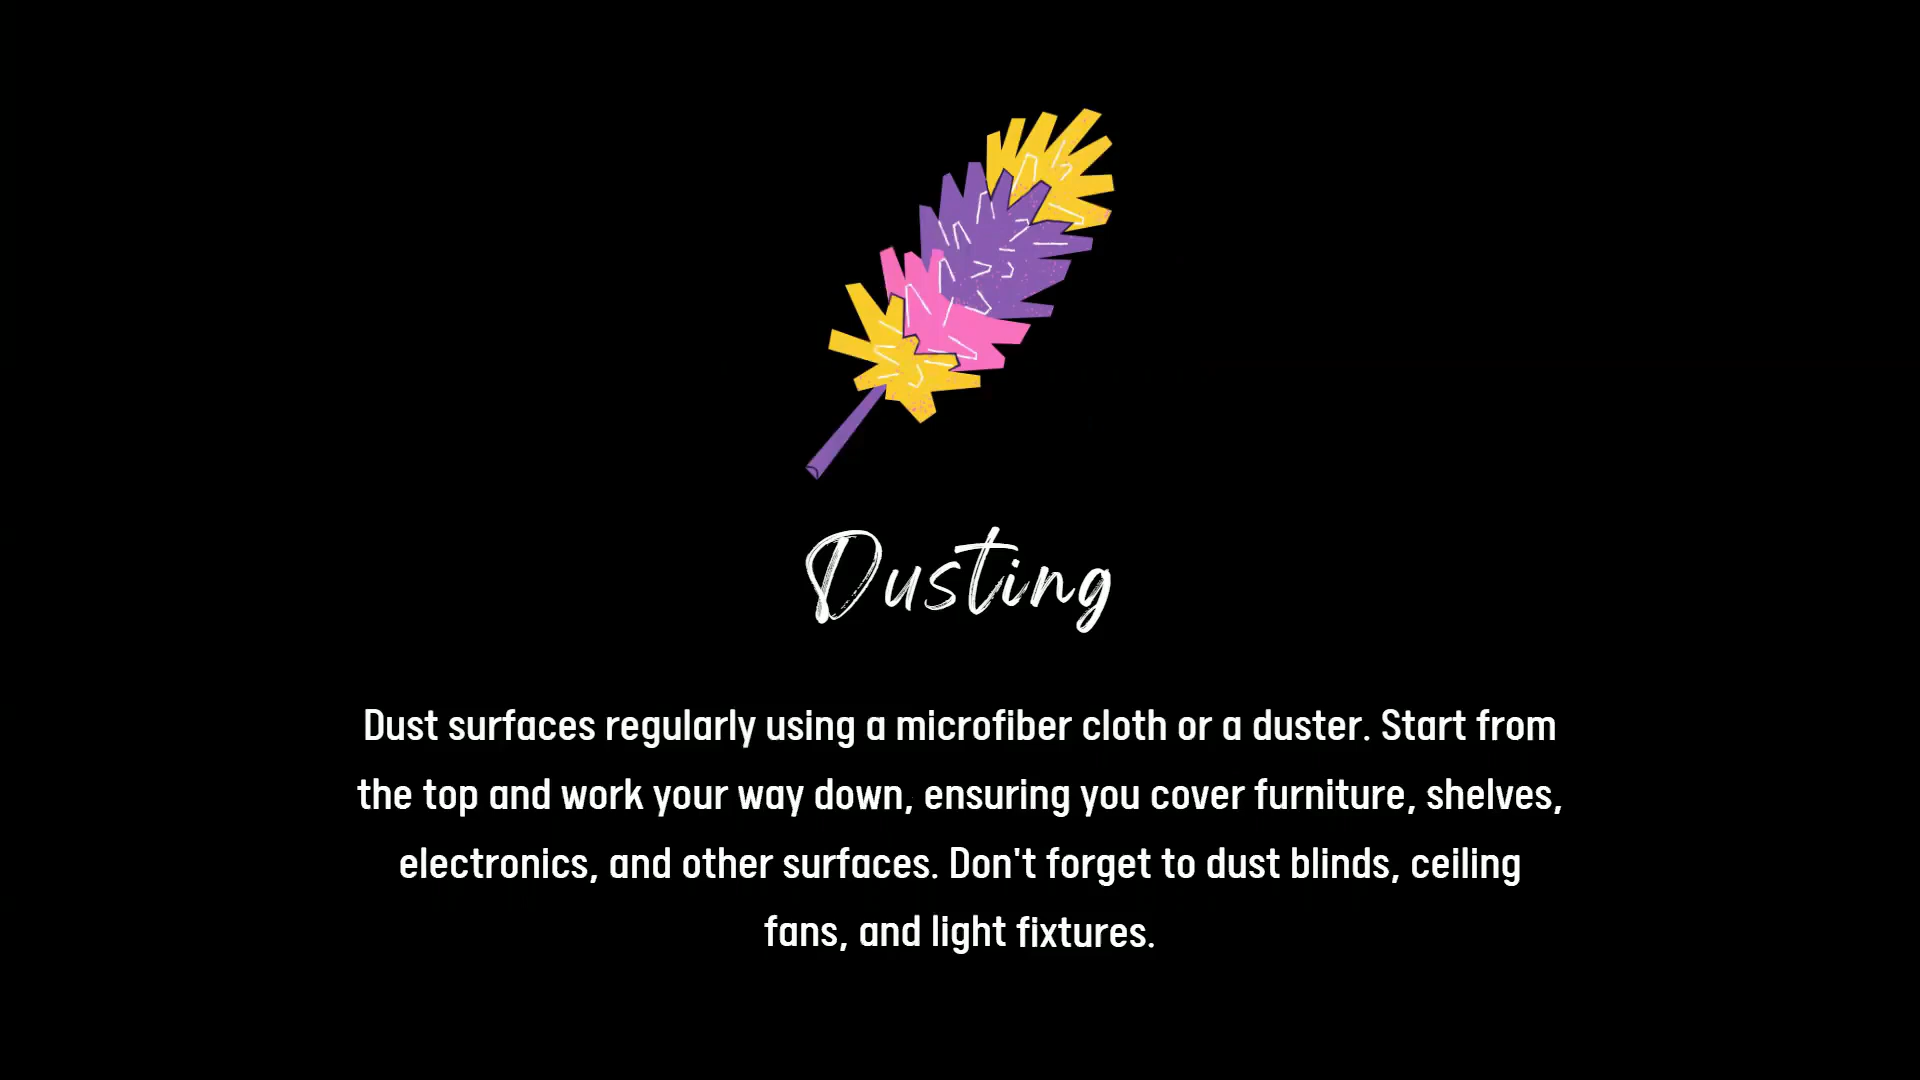 Dusting
Dust surfaces regularly using a microfiber cloth or a duster. Start from
the top and work your way down, ensuring you cover furniture, shelves,
electronics, and other surfaces. Don't forget to dust blinds, ceiling
fans, and light fixtures.